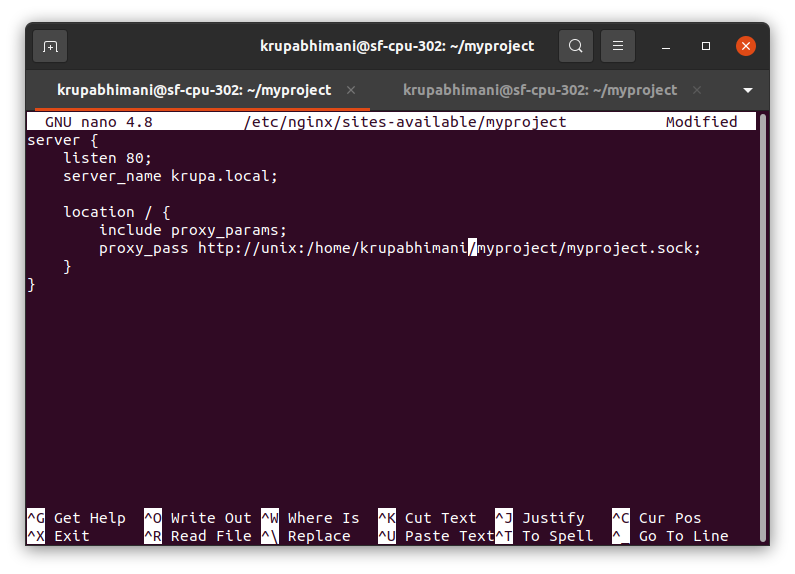 krupabhimani@sf-cpu-302: ~/myproject
krupabhimani@sf-cpu-302: ~/myproject krupabhimani@sf-cpu-302: ~/myproject
GNU nano 4.8 /etc/nginx/sites-available/myproject Modified
server {
    listen 80;
    server_name krupa.local;

    location / {
        include proxy_params;
        proxy_pass http://unix:/home/krupabhimani/myproject/myproject.sock;
    }
}
^G Get Help ^O Write Out ^W Where Is ^K Cut Text ^J Justify ^C Cur Pos
^X Exit ^R Read File ^\ Replace ^U Paste Text ^T To Spell ^_ Go To Line